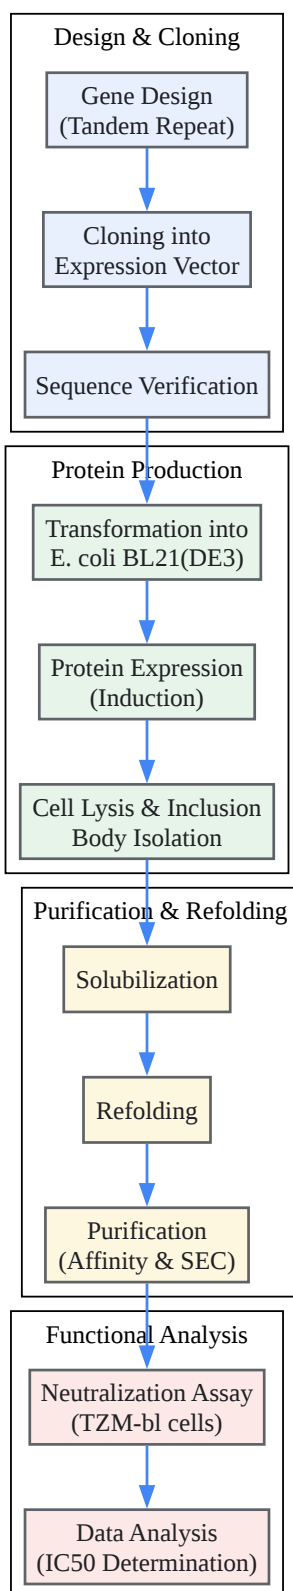 Design & Cloning
Gene Design
(Tandem Repeat)
Cloning into
Expression Vector
Sequence Verification
Protein Production
Transformation into
E. coli BL21(DE3)
Protein Expression
(Induction)
Cell Lysis & Inclusion
Body Isolation
Purification & Refolding
Solubilization
Refolding
Purification
(Affinity & SEC)
Functional Analysis
Neutralization Assay
(TZM-bl cells)
Data Analysis
(IC50 Determination)